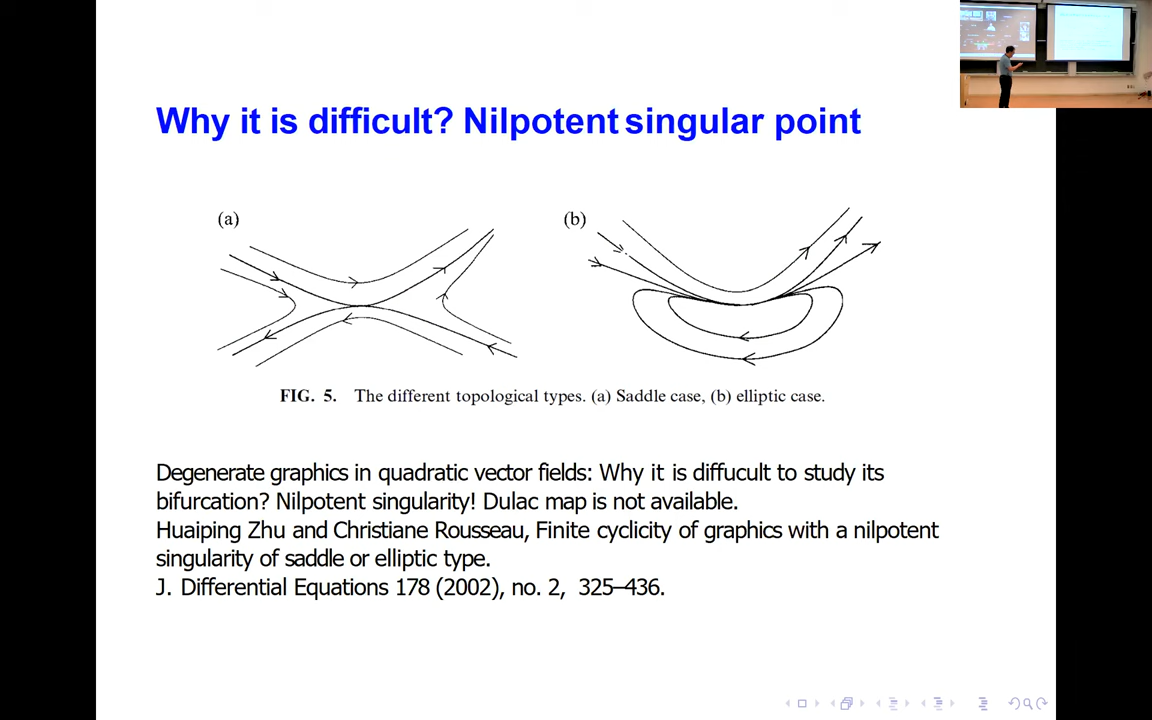 Why it is difficult? Nilpotent singular point
(a)
(b)
FIG. 5. The different topological types. (a) Saddle case, (b) elliptic case.
Degenerate graphics in quadratic vector fields: Why it is diffucult to study its
bifurcation? Nilpotent singularity! Dulac map is not available.
Huaiping Zhu and Christiane Rousseau, Finite cyclicity of graphics with a nilpotent
singularity of saddle or elliptic type.
J. Differential Equations 178 (2002), no. 2, 325–436.